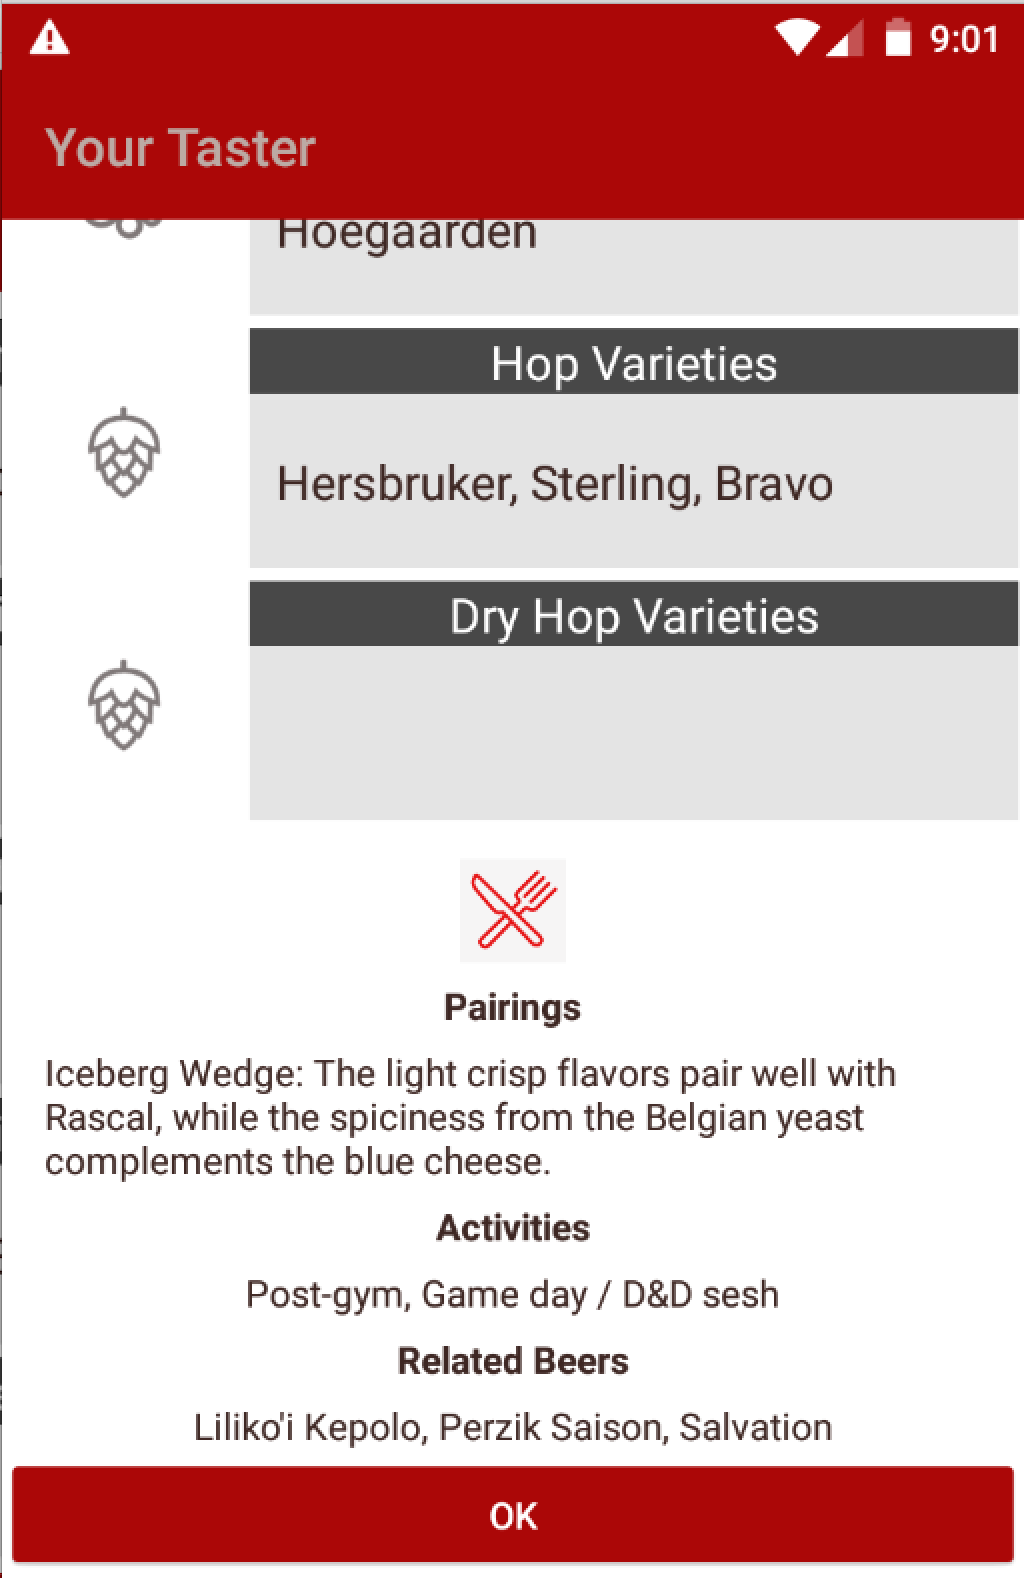 9:01
Your Taster
Hoegaarden
Hop Varieties
Hersbruker, Sterling, Bravo
Dry Hop Varieties
Pairings
Iceberg Wedge: The light crisp flavors pair well with
Rascal, while the spiciness from the Belgian yeast
complements the blue cheese.
Activities
Post-gym, Game day / D&D sesh
Related Beers
Liliko'i Kepolo, Perzik Saison, Salvation
OK